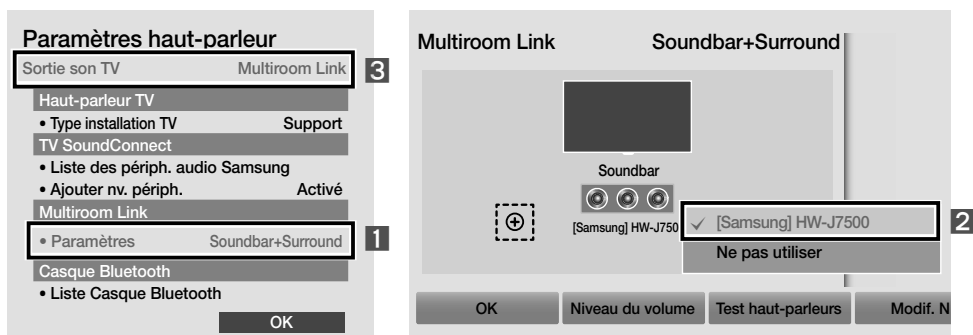 Paramètres haut-parleur
Sortie son TV Multiroom Link
3
Haut-parleur TV
• Type installation TV Support
TV SoundConnect
• Liste des périph. audio Samsung
• Ajouter nv. périph. Activé
Multiroom Link
• Paramètres Soundbar+Surround
1
Casque Bluetooth
• Liste Casque Bluetooth
OK
Multiroom Link Soundbar+Surround
Soundbar
[Samsung] HW-J750
✓ [Samsung] HW-J7500
2
Ne pas utiliser
OK Niveau du volume Test haut-parleurs Modif. N